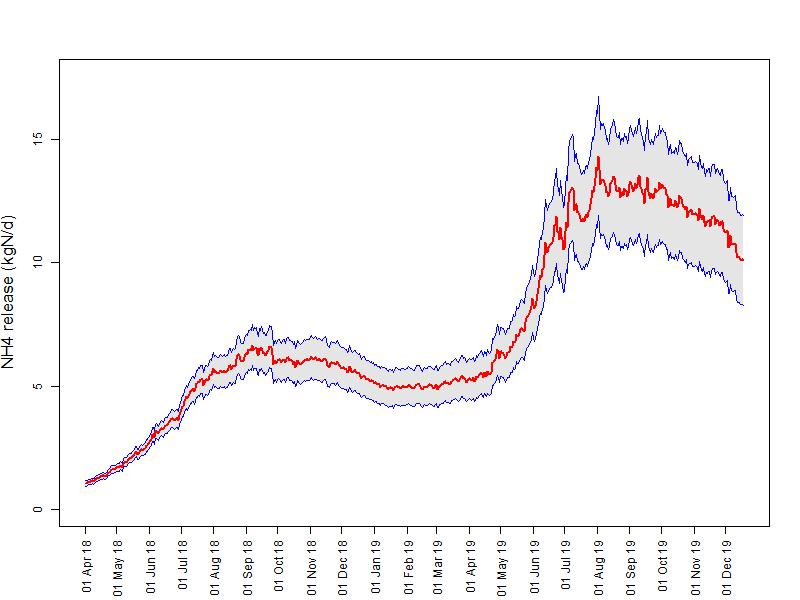 NH4 release (kgN/d)
15
10
5
0
01 Apr 18
01 May 18
01 Jun 18
01 Jul 18
01 Aug 18
01 Sep 18
01 Oct 18
01 Nov 18
01 Dec 18
01 Jan 19
01 Feb 19
01 Mar 19
01 Apr 19
01 May 19
01 Jun 19
01 Jul 19
01 Aug 19
01 Sep 19
01 Oct 19
01 Nov 19
01 Dec 19